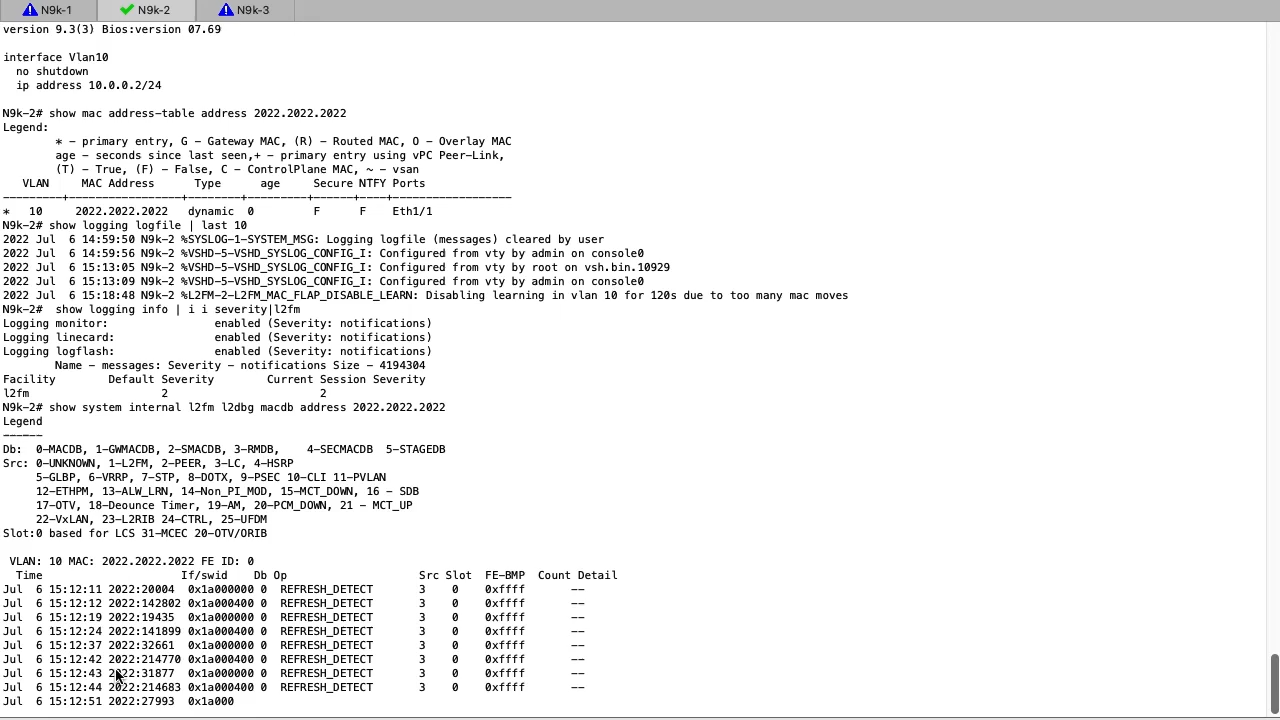 N9k-1 N9k-2 N9k-3
version 9.3(3) Bios:version 07.69
interface Vlan10
  no shutdown
  ip address 10.0.0.2/24
N9k-2# show mac address-table address 2022.2022.2022
Legend:
        * - primary entry, G - Gateway MAC, (R) - Routed MAC, O - Overlay MAC
        age - seconds since last seen,+ - primary entry using vPC Peer-Link,
        (T) - True, (F) - False, C - ControlPlane MAC, ~ - vsan
   VLAN     MAC Address      Type      age     Secure NTFY Ports
---------+-----------------+--------+---------+------+----+------------------
*   10     2022.2022.2022   dynamic  0         F      F    Eth1/1
N9k-2# show logging logfile | last 10
2022 Jul  6 14:59:50 N9k-2 %SYSLOG-1-SYSTEM_MSG: Logging logfile (messages) cleared by user
2022 Jul  6 14:59:56 N9k-2 %VSHD-5-VSHD_SYSLOG_CONFIG_I: Configured from vty by admin on console0
2022 Jul  6 15:13:05 N9k-2 %VSHD-5-VSHD_SYSLOG_CONFIG_I: Configured from vty by root on vsh.bin.10929
2022 Jul  6 15:13:09 N9k-2 %VSHD-5-VSHD_SYSLOG_CONFIG_I: Configured from vty by admin on console0
2022 Jul  6 15:18:48 N9k-2 %L2FM-2-L2FM_MAC_FLAP_DISABLE_LEARN: Disabling learning in vlan 10 for 120s due to too many mac moves
N9k-2#  show logging info | i i severity|l2fm
Logging monitor:                enabled (Severity: notifications)
Logging linecard:               enabled (Severity: notifications)
Logging logflash:               enabled (Severity: notifications)
        Name - messages: Severity - notifications Size - 4194304
Facility        Default Severity        Current Session Severity
l2fm                    2                       2
N9k-2# show system internal l2fm l2dbg macdb address 2022.2022.2022
Legend
------
Db:  0-MACDB, 1-GWMACDB, 2-SMACDB, 3-RMDB,    4-SECMACDB  5-STAGEDB
Src: 0-UNKNOWN, 1-L2FM, 2-PEER, 3-LC, 4-HSRP
     5-GLBP, 6-VRRP, 7-STP, 8-DOTX, 9-PSEC 10-CLI 11-PVLAN
     12-ETHPM, 13-ALW_LRN, 14-Non_PI_MOD, 15-MCT_DOWN, 16 - SDB
     17-OTV, 18-Deounce Timer, 19-AM, 20-PCM_DOWN, 21 - MCT_UP
     22-VxLAN, 23-L2RIB 24-CTRL, 25-UFDM
Slot:0 based for LCS 31-MCEC 20-OTV/ORIB
 VLAN: 10 MAC: 2022.2022.2022 FE ID: 0
  Time                     If/swid    Db Op                    Src Slot  FE-BMP  Count Detail
Jul  6 15:12:11 2022:20004  0x1a000000 0  REFRESH_DETECT       3    0    0xffff       --
Jul  6 15:12:12 2022:142802 0x1a000400 0  REFRESH_DETECT       3    0    0xffff       --
Jul  6 15:12:19 2022:19435  0x1a000000 0  REFRESH_DETECT       3    0    0xffff       --
Jul  6 15:12:24 2022:141899 0x1a000400 0  REFRESH_DETECT       3    0    0xffff       --
Jul  6 15:12:37 2022:32661  0x1a000000 0  REFRESH_DETECT       3    0    0xffff       --
Jul  6 15:12:42 2022:214770 0x1a000400 0  REFRESH_DETECT       3    0    0xffff       --
Jul  6 15:12:43 2022:31877  0x1a000000 0  REFRESH_DETECT       3    0    0xffff       --
Jul  6 15:12:44 2022:214683 0x1a000400 0  REFRESH_DETECT       3    0    0xffff       --
Jul  6 15:12:51 2022:27993  0x1a000